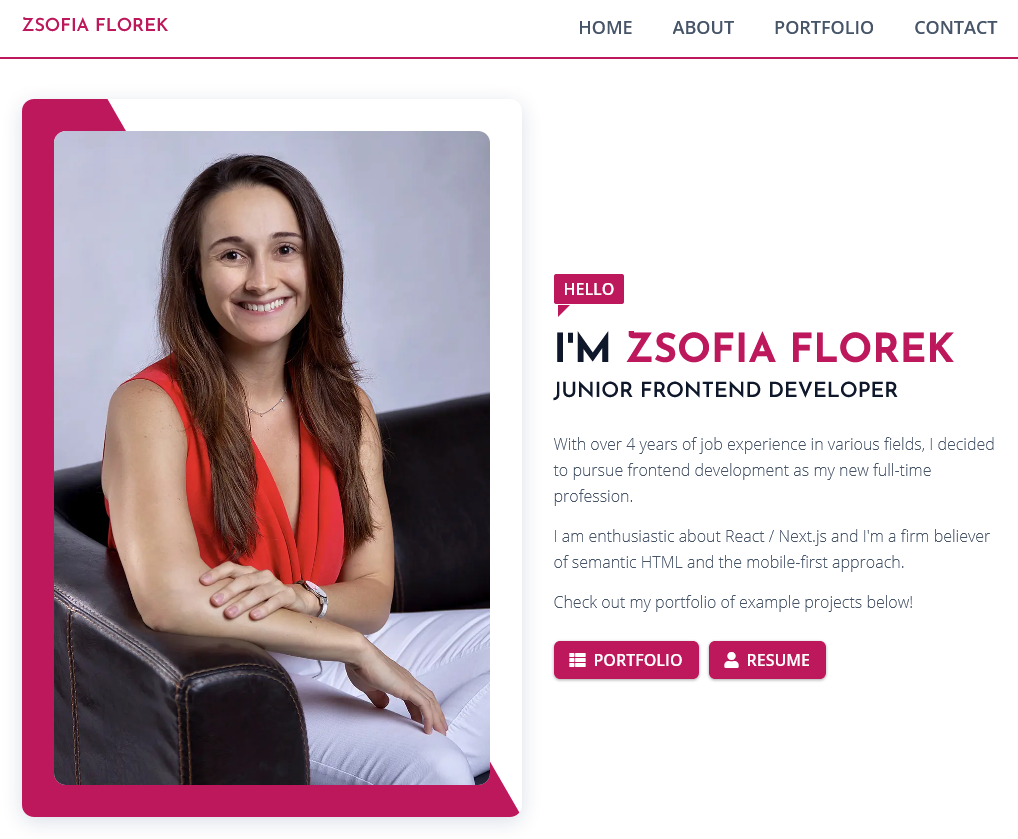 ZSOFIA FLOREK
HOME ABOUT PORTFOLIO CONTACT
HELLO
I'M ZSOFIA FLOREK
JUNIOR FRONTEND DEVELOPER
With over 4 years of job experience in various fields, I decided
to pursue frontend development as my new full-time
profession.
I am enthusiastic about React / Next.js and I'm a firm believer
of semantic HTML and the mobile-first approach.
Check out my portfolio of example projects below!
PORTFOLIO RESUME